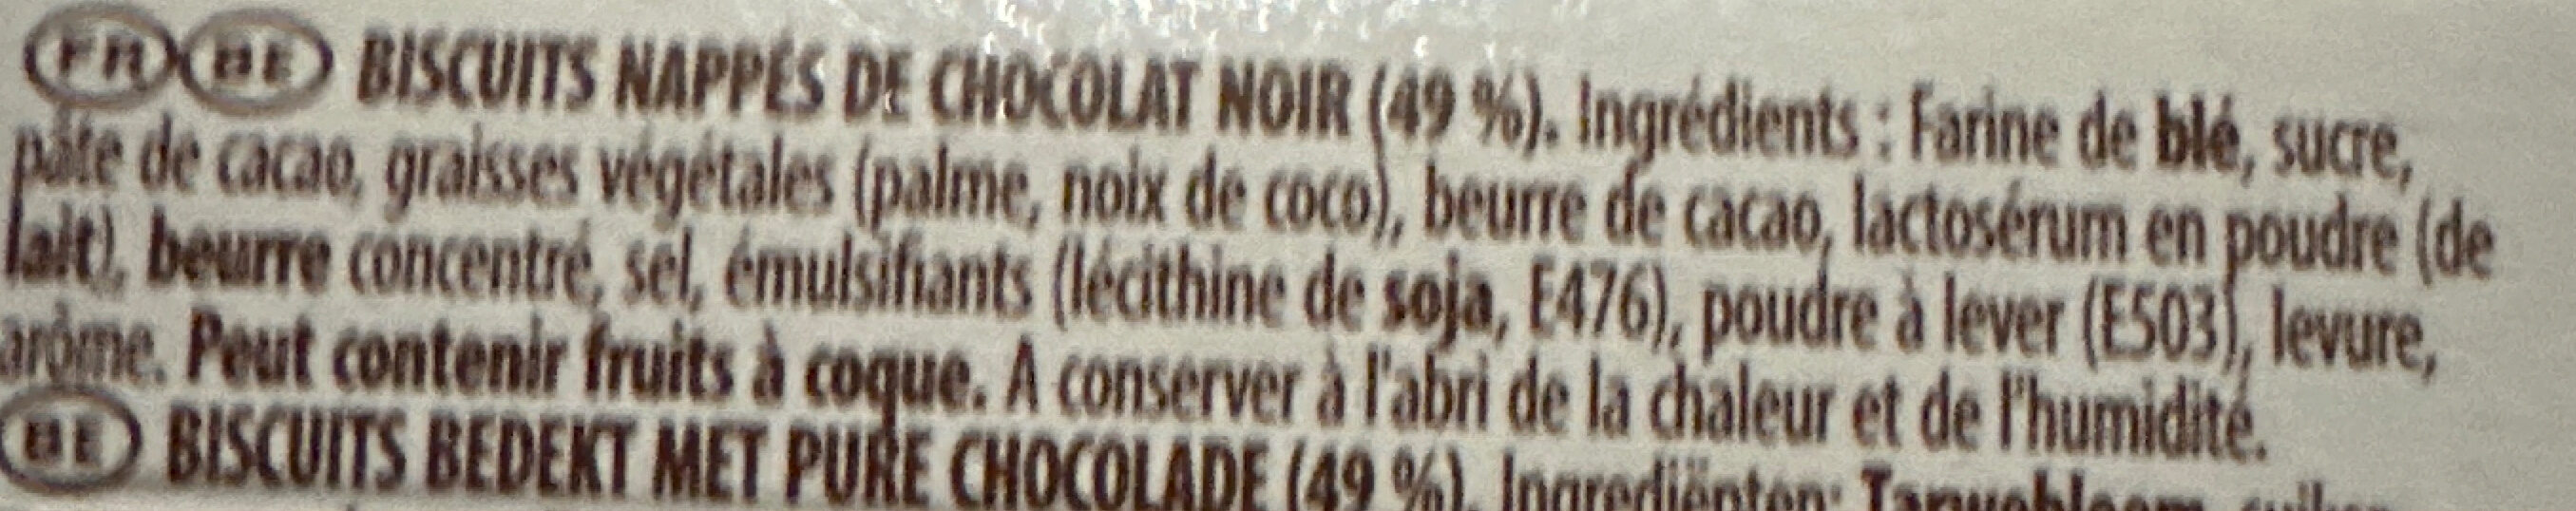 FR BE BISCUITS NAPPÉS DE CHOCOLAT NOIR (49 %). Ingrédients : Farine de blé, sucre,
pâte de cacao, graisses végétales (palme, noix de coco), beurre de cacao, lactosérum en poudre (de
lait), beurre concentré, sel, émulsifiants (lécithine de soja, E476), poudre à lever (E503), levure,
arôme. Peut contenir fruits à coque. A conserver à l'abri de la chaleur et de l'humidité.
BE BISCUITS BEDEKT MET PURE CHOCOLADE (49 %). Ingrediënten: Tarwebloem, suiker